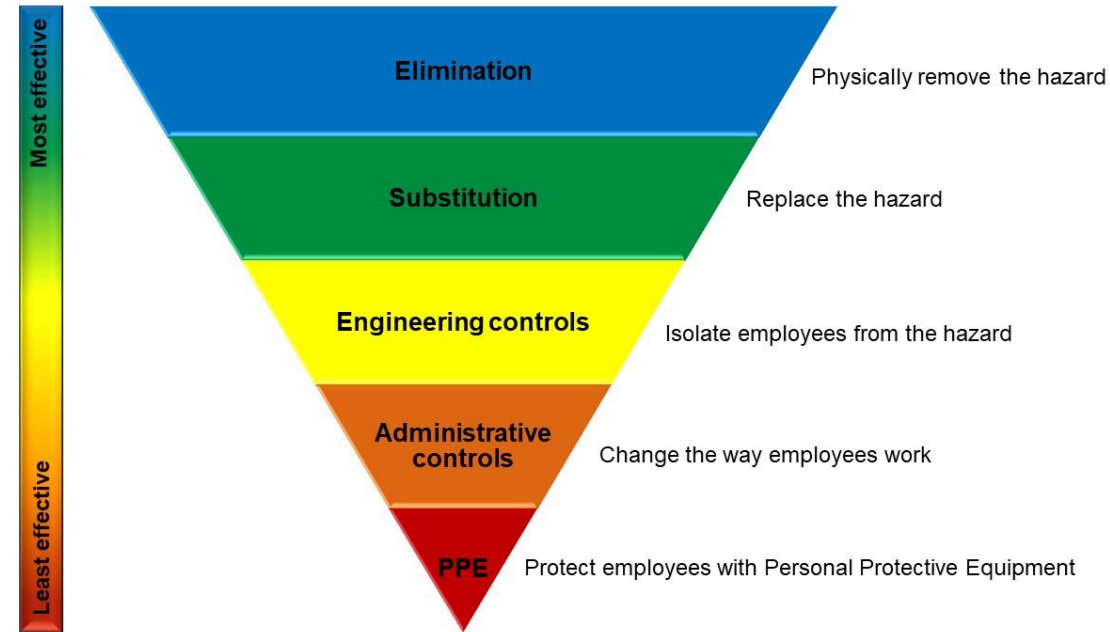 Most effective
Least effective
Elimination
Physically remove the hazard
Substitution
Replace the hazard
Engineering controls
Isolate employees from the hazard
Administrative
controls
Change the way employees work
PPE
Protect employees with Personal Protective Equipment